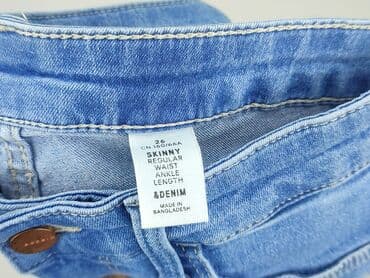 26
CN 160/66A
SKINNY
REGULAR
WAIST
ANKLE
LENGTH
&DENIM
MADE IN
BANGLADESH